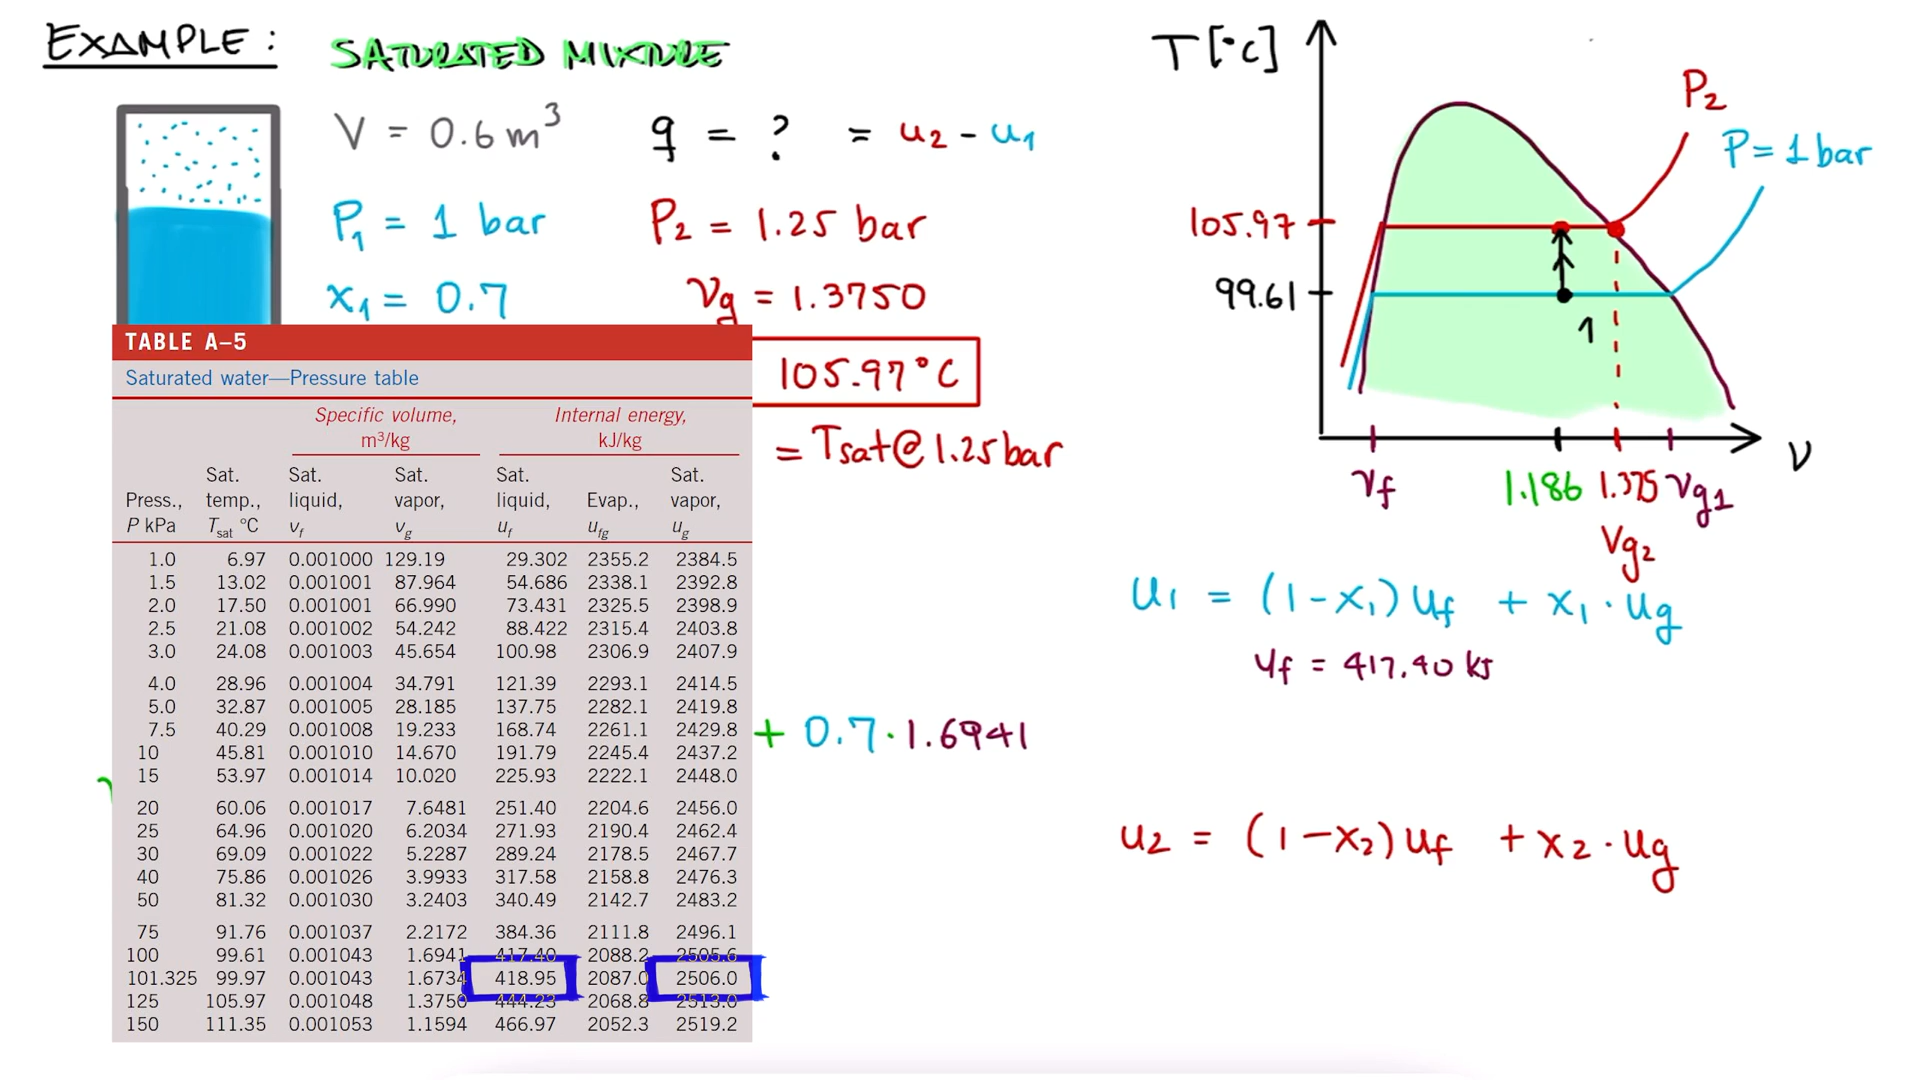 EXAMPLE: SATURATED MIXTURE
V = 0.6 m³
q = ? = u₂ - u₁
P₁ = 1 bar
P₂ = 1.25 bar
x₁ = 0.7
νg = 1.3750
105.97°C
= Tsat@1.25bar
+ 0.7 · 1.6941
TABLE A–5
Saturated water—Pressure table
Specific volume, m³/kg
Internal energy, kJ/kg
Press., P kPa
Sat. temp., Tsat °C
Sat. liquid, vf
Sat. vapor, vg
Sat. liquid, uf
Evap., ufg
Sat. vapor, ug
1.0 6.97 0.001000 129.19 29.302 2355.2 2384.5
1.5 13.02 0.001001 87.964 54.686 2338.1 2392.8
2.0 17.50 0.001001 66.990 73.431 2325.5 2398.9
2.5 21.08 0.001002 54.242 88.422 2315.4 2403.8
3.0 24.08 0.001003 45.654 100.98 2306.9 2407.9
4.0 28.96 0.001004 34.791 121.39 2293.1 2414.5
5.0 32.87 0.001005 28.185 137.75 2282.1 2419.8
7.5 40.29 0.001008 19.233 168.74 2261.1 2429.8
10 45.81 0.001010 14.670 191.79 2245.4 2437.2
15 53.97 0.001014 10.020 225.93 2222.1 2448.0
20 60.06 0.001017 7.6481 251.40 2204.6 2456.0
25 64.96 0.001020 6.2034 271.93 2190.4 2462.4
30 69.09 0.001022 5.2287 289.24 2178.5 2467.7
40 75.86 0.001026 3.9933 317.58 2158.8 2476.3
50 81.32 0.001030 3.2403 340.49 2142.7 2483.2
75 91.76 0.001037 2.2172 384.36 2111.8 2496.1
100 99.61 0.001043 1.6941 417.40 2088.2 2505.6
101.325 99.97 0.001043 1.6734 418.95 2087.0 2506.0
125 105.97 0.001048 1.3750 444.23 2068.8 2513.0
150 111.35 0.001053 1.1594 466.97 2052.3 2519.2
T[°C]
P₂
P = 1 bar
105.97
99.61
1
ν
νf 1.186 1.375 νg1
Vg₂
u₁ = (1-x₁)uf + x₁·ug
uf = 417.40 kJ
u₂ = (1-x₂)uf + x₂·ug